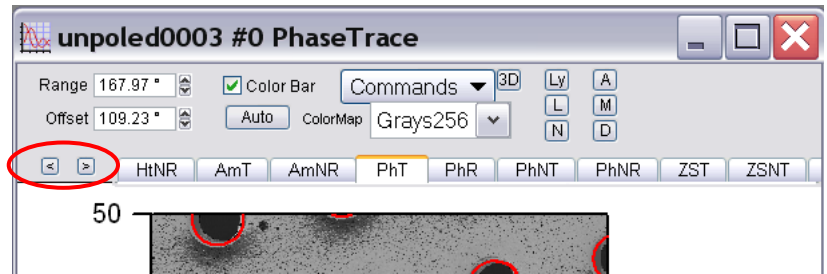 unpoled0003 #0 PhaseTrace
Range 167.97 ° Color Bar Commands 3D Ly A
Offset 109.23 ° Auto ColorMap Grays256 L M
N D
< > HtNR AmT AmNR PhT PhR PhNT PhNR ZST ZSNT
50